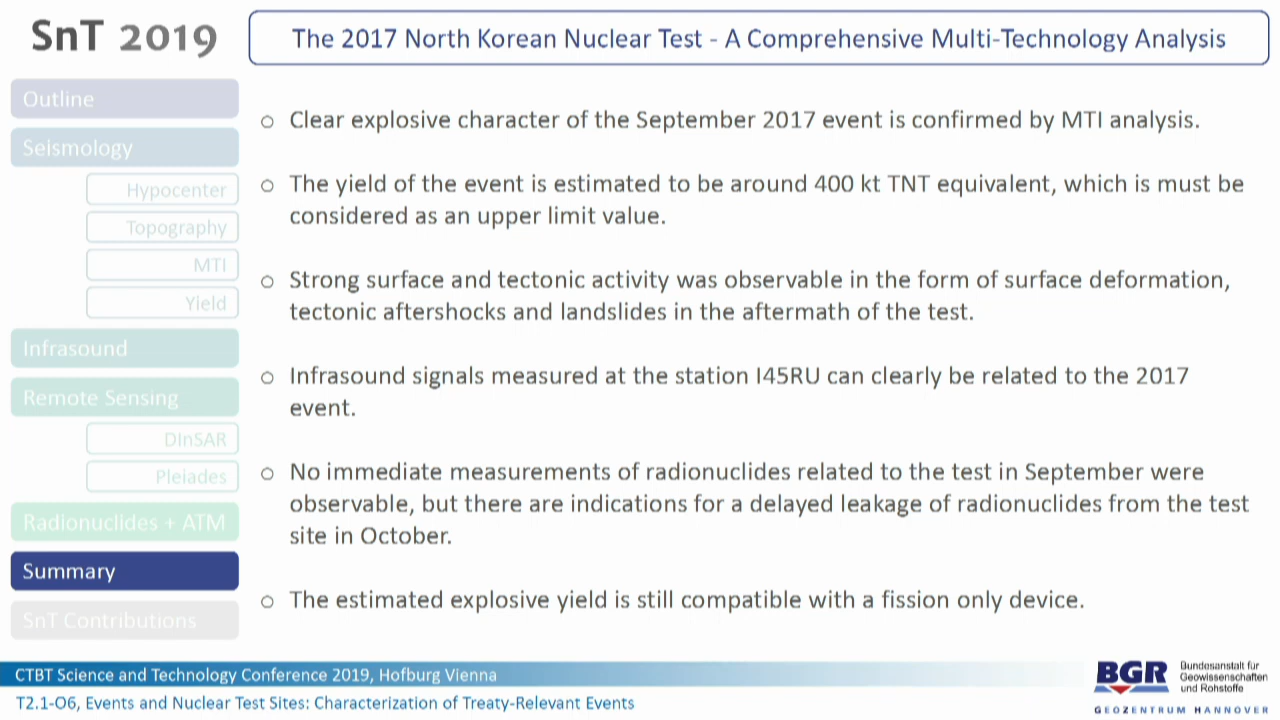 SnT 2019
The 2017 North Korean Nuclear Test - A Comprehensive Multi-Technology Analysis
Outline
Seismology
Hypocenter
Topography
MTI
Yield
Infrasound
Remote Sensing
DInSAR
Pleiades
Radionuclides + ATM
Summary
SnT Contributions
○ Clear explosive character of the September 2017 event is confirmed by MTI analysis.
○ The yield of the event is estimated to be around 400 kt TNT equivalent, which is must be
considered as an upper limit value.
○ Strong surface and tectonic activity was observable in the form of surface deformation,
tectonic aftershocks and landslides in the aftermath of the test.
○ Infrasound signals measured at the station I45RU can clearly be related to the 2017
event.
○ No immediate measurements of radionuclides related to the test in September were
observable, but there are indications for a delayed leakage of radionuclides from the test
site in October.
○ The estimated explosive yield is still compatible with a fission only device.
CTBT Science and Technology Conference 2019, Hofburg Vienna
T2.1-O6, Events and Nuclear Test Sites: Characterization of Treaty-Relevant Events
BGR
Bundesanstalt für
Geowissenschaften
und Rohstoffe
GEOZENTRUM HANNOVER